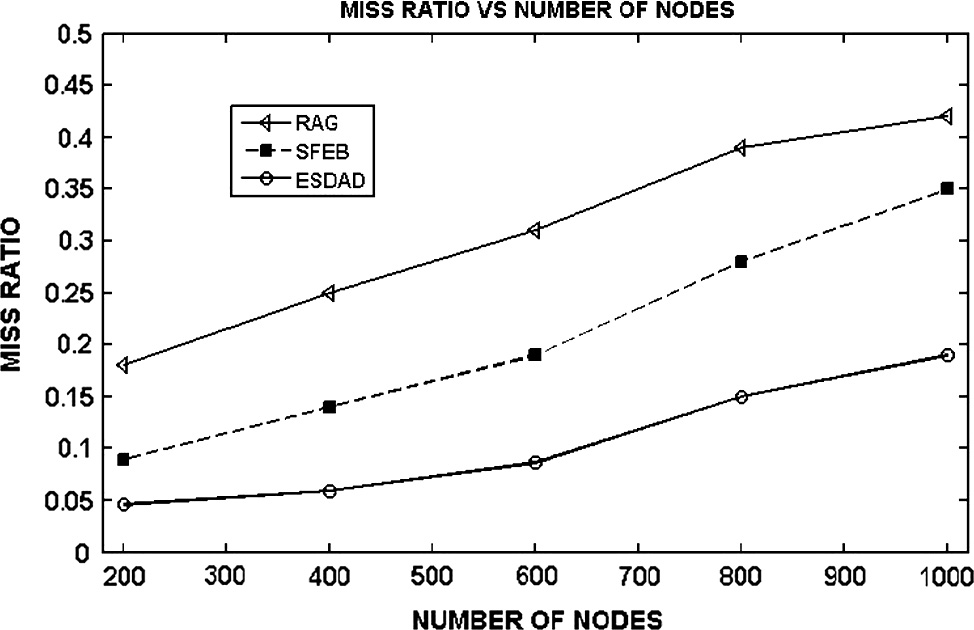 MISS RATIO VS NUMBER OF NODES
0.5
0.45
0.4
0.35
0.3
0.25
0.2
0.15
0.1
0.05
0
MISS RATIO
RAG
SFEB
ESDAD
200 300 400 500 600 700 800 900 1000
NUMBER OF NODES